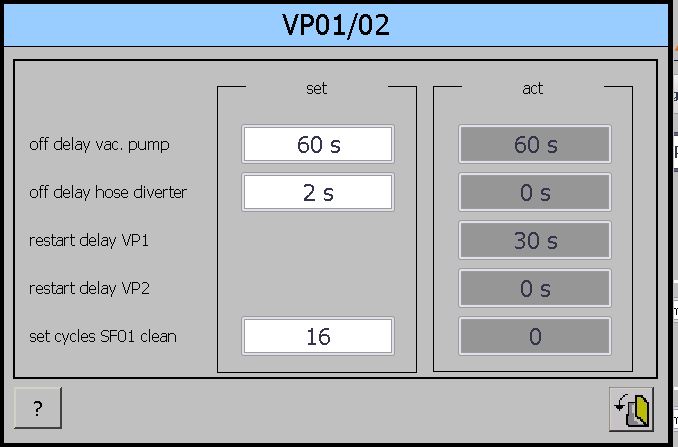 VP01/02
set act
off delay vac. pump 60 s 60 s
off delay hose diverter 2 s 0 s
restart delay VP1 30 s
restart delay VP2 0 s
set cycles SF01 clean 16 0
?